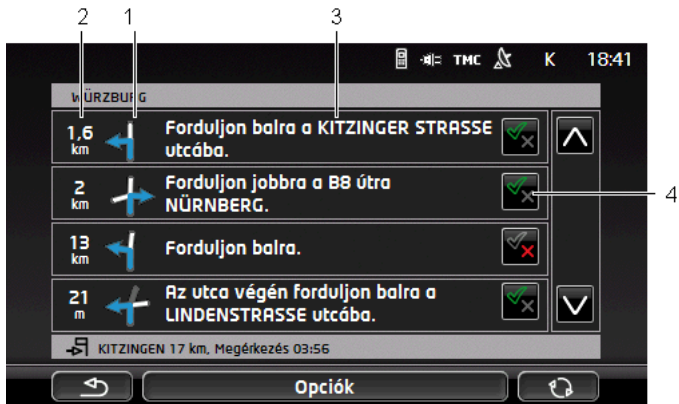 2 1 3
TMC K 18:41
WÜRZBURG
1,6 km
Forduljon balra a KITZINGER STRASSE
utcába.
2 km
Forduljon jobbra a B8 útra
NÜRNBERG.
4
13 km
Forduljon balra.
21 m
Az utca végén forduljon balra a
LINDENSTRASSE utcába.
KITZINGEN 17 km, Megérkezés 03:56
Opciók